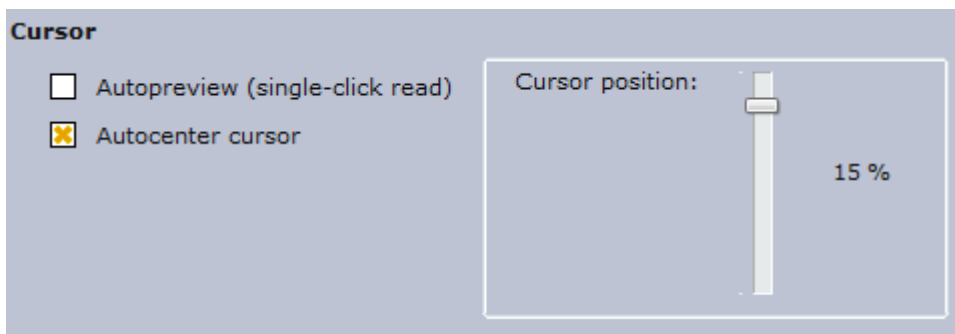 Cursor
Autopreview (single-click read)
Autocenter cursor
Cursor position:
15 %